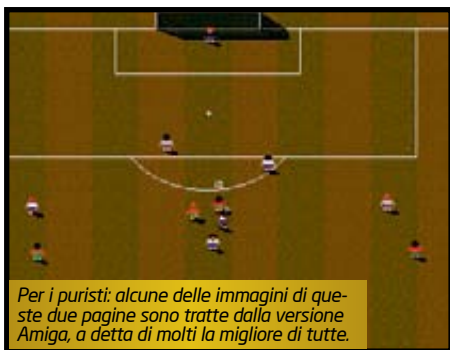 Per i puristi: alcune delle immagini di que-
ste due pagine sono tratte dalla versione
Amiga, a detta di molti la migliore di tutte.